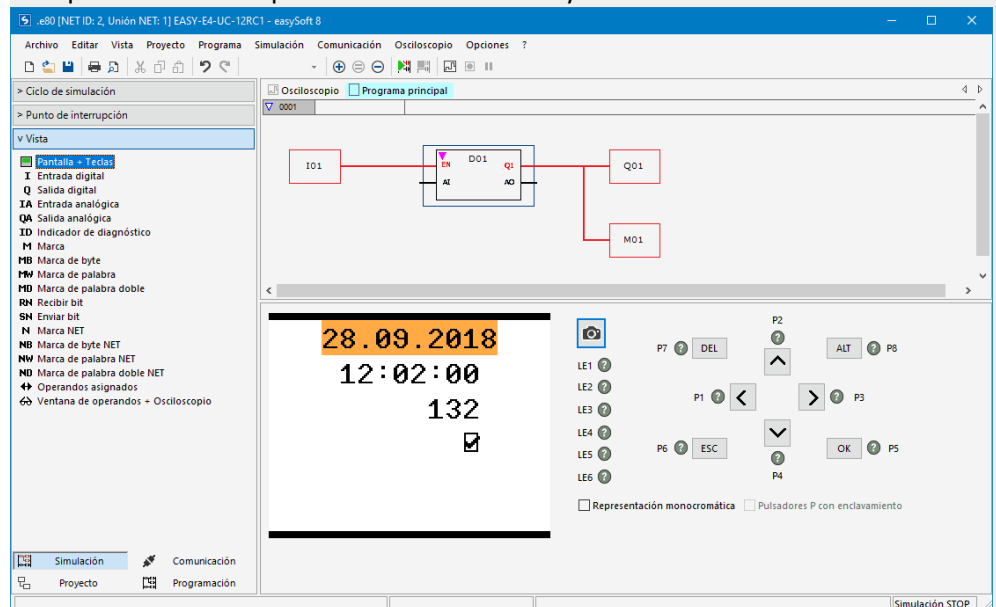 .e80 [NET ID: 2, Unión NET: 1] EASY-E4-UC-12RC1 - easySoft 8
Archivo Editar Vista Proyecto Programa Simulación Comunicación Osciloscopio Opciones ?
> Ciclo de simulación
> Punto de interrupción
v Vista
Pantalla + Teclas
I Entrada digital
Q Salida digital
IA Entrada analógica
QA Salida analógica
ID Indicador de diagnóstico
M Marca
MB Marca de byte
MW Marca de palabra
MD Marca de palabra doble
RN Recibir bit
SN Enviar bit
N Marca NET
NB Marca de byte NET
NW Marca de palabra NET
ND Marca de palabra doble NET
Operandos asignados
Ventana de operandos + Osciloscopio
Simulación Comunicación
Proyecto Programación
Osciloscopio Programa principal
0001
I01
D01
EN Q1
AI AO
Q01
M01
28.09.2018
12:02:00
132
LE1 ?
LE2 ?
LE3 ?
LE4 ?
LE5 ?
LE6 ?
P2
?
P7 ? DEL
ALT ? P8
P1 ?
? P3
P6 ? ESC
OK ? P5
?
P4
Representación monocromática Pulsadores P con enclavamiento
Simulación STOP